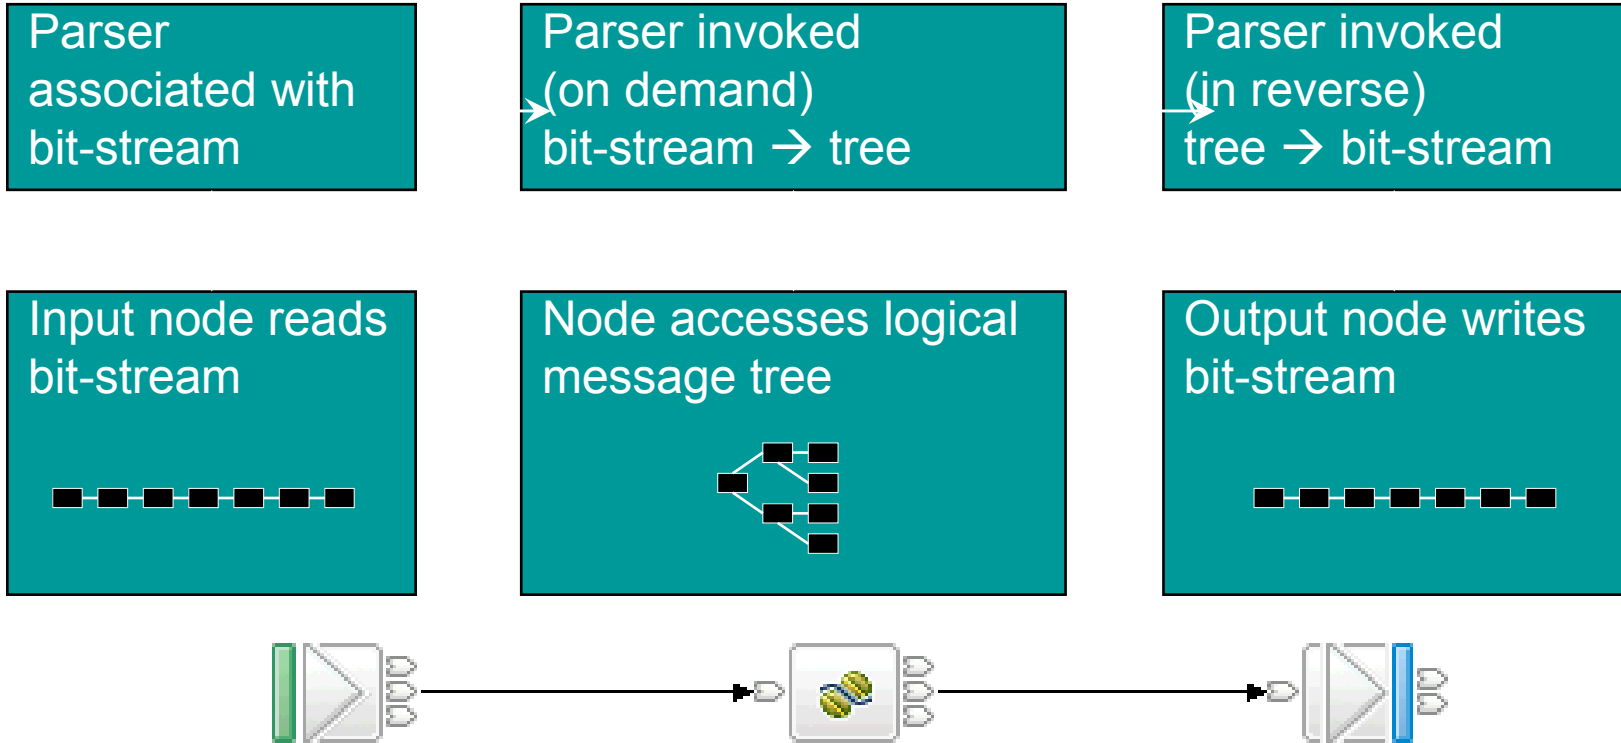 Parser
associated with
bit-stream
Parser invoked
(on demand)
bit-stream → tree
Parser invoked
(in reverse)
tree → bit-stream
Input node reads
bit-stream
Node accesses logical
message tree
Output node writes
bit-stream